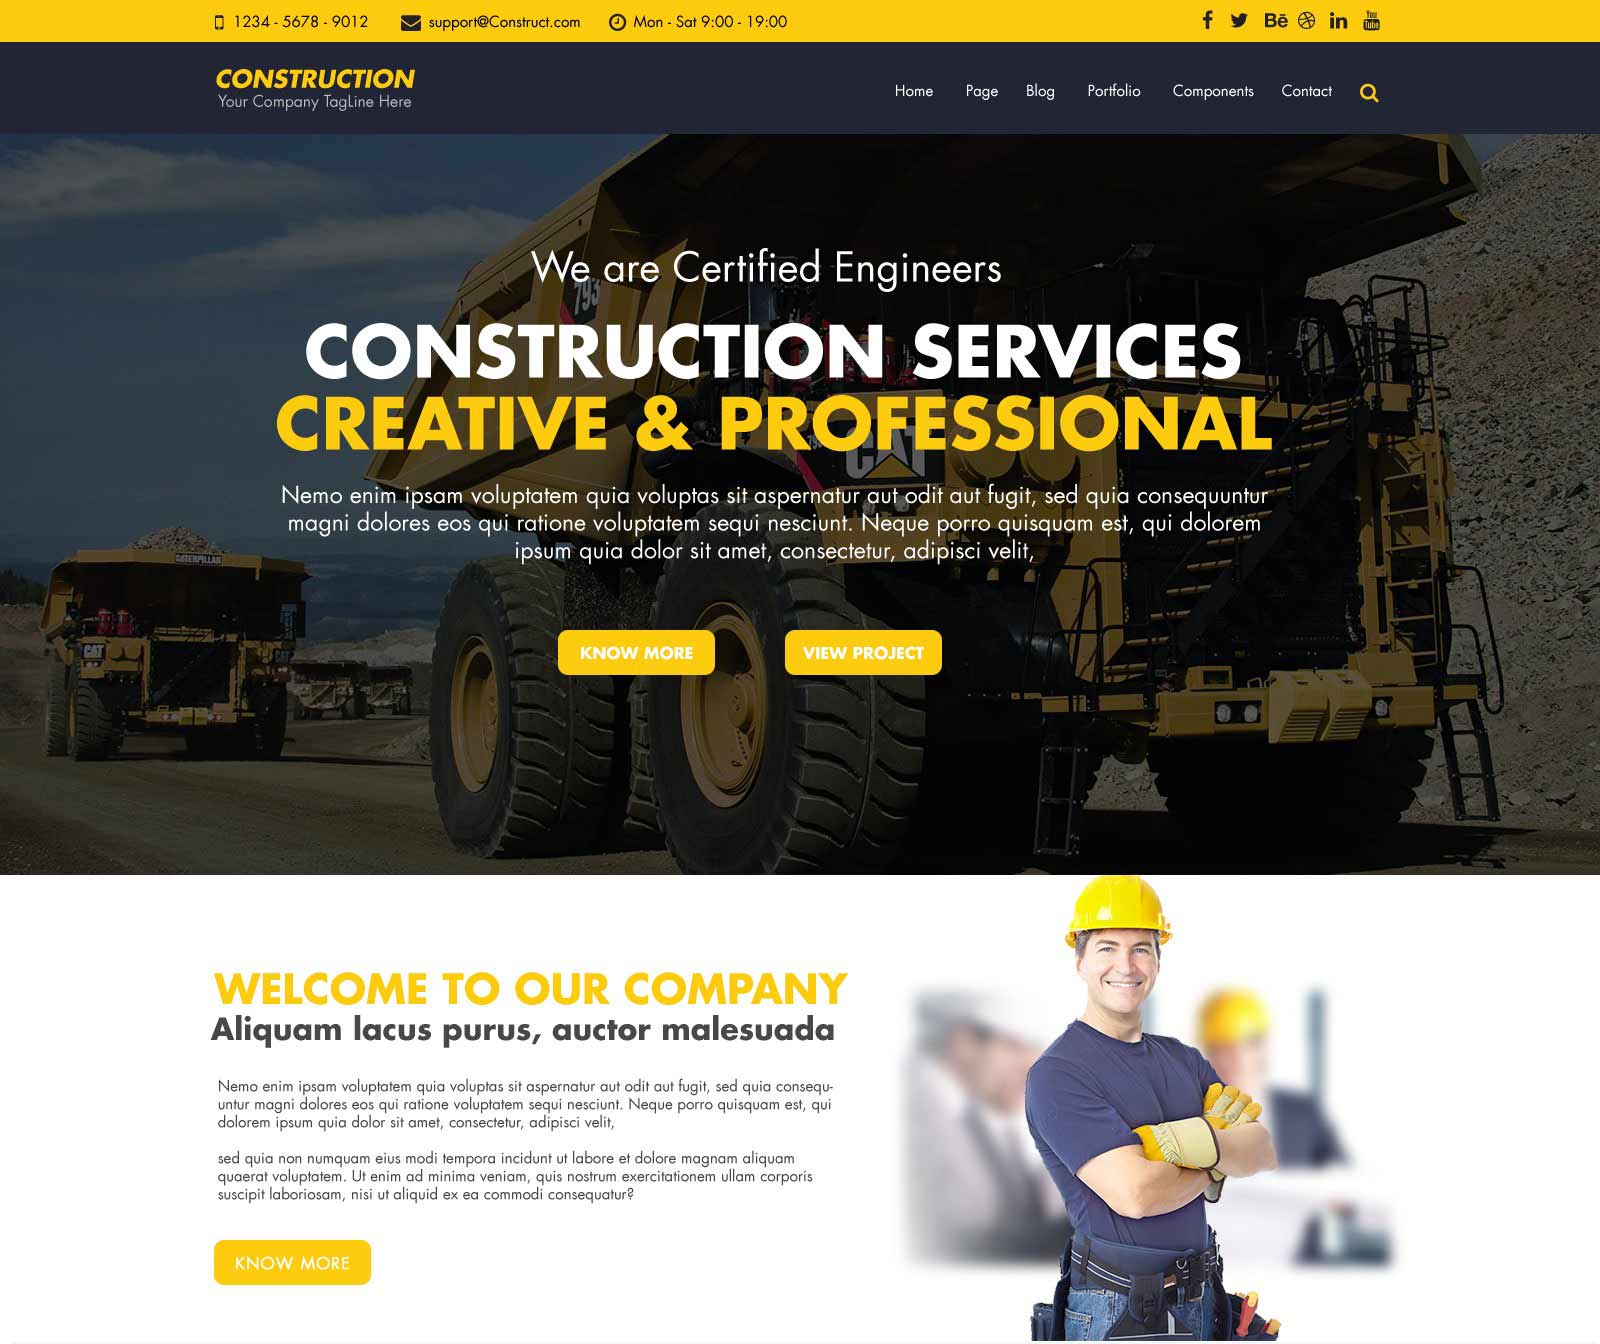 1234 - 5678 - 9012 support@Construct.com Mon - Sat 9:00 - 19:00 Bē You Tube
CONSTRUCTION
Your Company TagLine Here
Home Page Blog Portfolio Components Contact
We are Certified Engineers
793
CONSTRUCTION SERVICES
CREATIVE & PROFESSIONAL
CAT
Nemo enim ipsam voluptatem quia voluptas sit aspernatur aut odit aut fugit, sed quia consequuntur
magni dolores eos qui ratione voluptatem sequi nesciunt. Neque porro quisquam est, qui dolorem
ipsum quia dolor sit amet, consectetur, adipisci velit,
CATERPILLAR
CAT
KNOW MORE VIEW PROJECT
WELCOME TO OUR COMPANY
Aliquam lacus purus, auctor malesuada
Nemo enim ipsam voluptatem quia voluptas sit aspernatur aut odit aut fugit, sed quia consequ-
untur magni dolores eos qui ratione voluptatem sequi nesciunt. Neque porro quisquam est, qui
dolorem ipsum quia dolor sit amet, consectetur, adipisci velit,
sed quia non numquam eius modi tempora incidunt ut labore et dolore magnam aliquam
quaerat voluptatem. Ut enim ad minima veniam, quis nostrum exercitationem ullam corporis
suscipit laboriosam, nisi ut aliquid ex ea commodi consequatur?
KNOW MORE